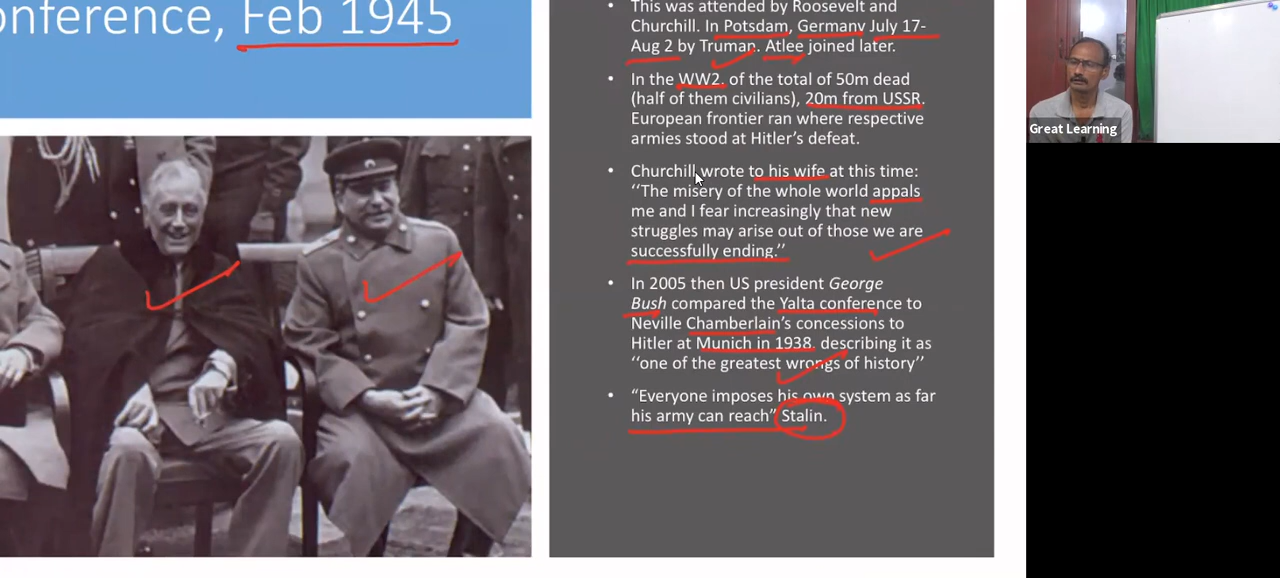 onference, Feb 1945
This was attended by Roosevelt and
Churchill. In Potsdam, Germany July 17-
Aug 2 by Truman. Atlee joined later.
• In the WW2. of the total of 50m dead
(half of them civilians), 20m from USSR.
European frontier ran where respective
armies stood at Hitler’s defeat.
• Churchill wrote to his wife at this time:
‘‘The misery of the whole world appals
me and I fear increasingly that new
struggles may arise out of those we are
successfully ending.’’
• In 2005 then US president George
Bush compared the Yalta conference to
Neville Chamberlain’s concessions to
Hitler at Munich in 1938. describing it as
‘‘one of the greatest wrongs of history’’
• “Everyone imposes his own system as far
his army can reach” Stalin.
Great Learning